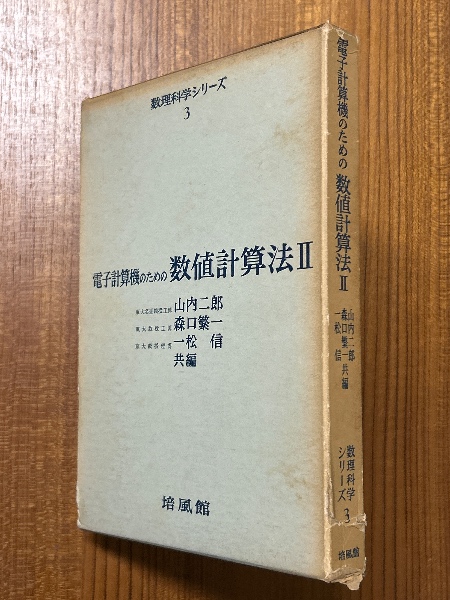 数理科学シリーズ
3
電子計算機のための 数値計算法Ⅱ
山内二郎
森口繁一
一松 信
共編
培風館
電子計算機のための 数値計算法Ⅱ
山内二郎
森口繁一
一松 信
共編
数理科学
シリーズ 3
培風館